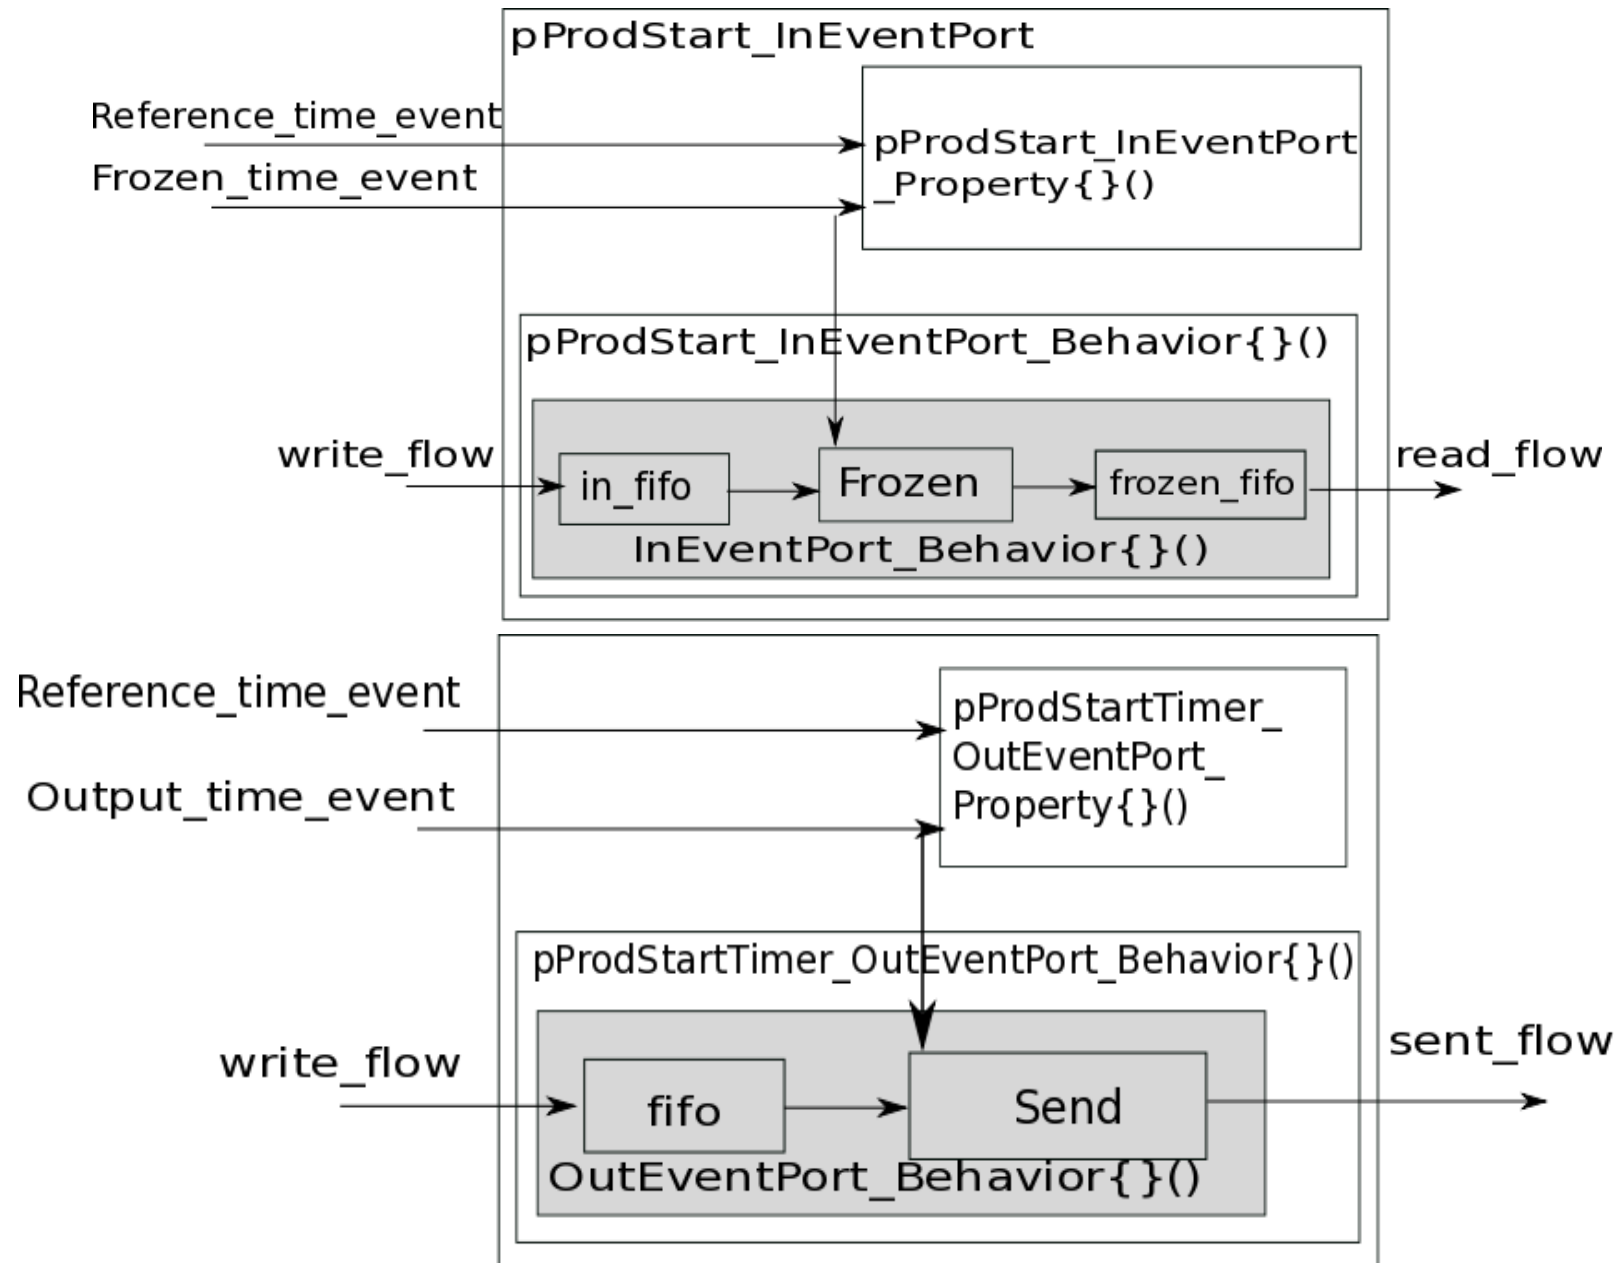 pProdStart_InEventPort
Reference_time_event
pProdStart_InEventPort
Frozen_time_event
_Property{}()
pProdStart_InEventPort_Behavior{}()
write_flow
in_fifo
Frozen
frozen_fifo
read_flow
InEventPort_Behavior{}()
Reference_time_event
pProdStartTimer_
OutEventPort_
Output_time_event
Property{}()
pProdStartTimer_OutEventPort_Behavior{}()
write_flow
fifo
Send
sent_flow
OutEventPort_Behavior{}()